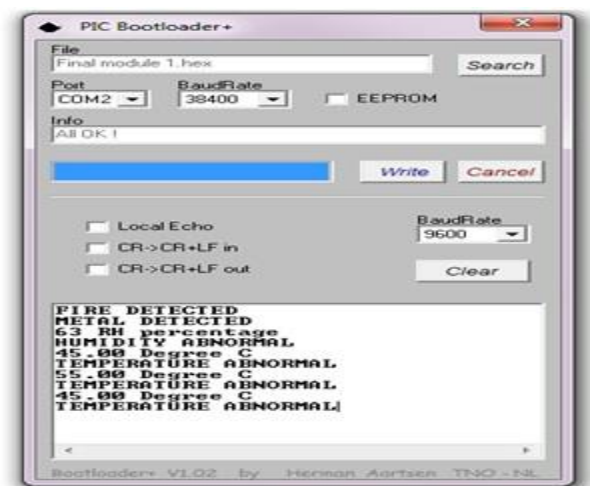 PIC Bootloader+
File
Final module 1.hex
Search
Port
BaudRate
COM2
38400
EEPROM
Info
All OK !
Write
Cancel
Local Echo
BaudRate
9600
CR->CR+LF in
CR->CR+LF out
Clear
FIRE DETECTED
METAL DETECTED
63 RH percentage
HUMIDITY ABNORMAL
45.00 Degree C
TEMPERATURE ABNORMAL
55.00 Degree C
TEMPERATURE ABNORMAL
45.00 Degree C
TEMPERATURE ABNORMAL
Bootloader+ V1.02 by Herman Aartsen TNO - NL